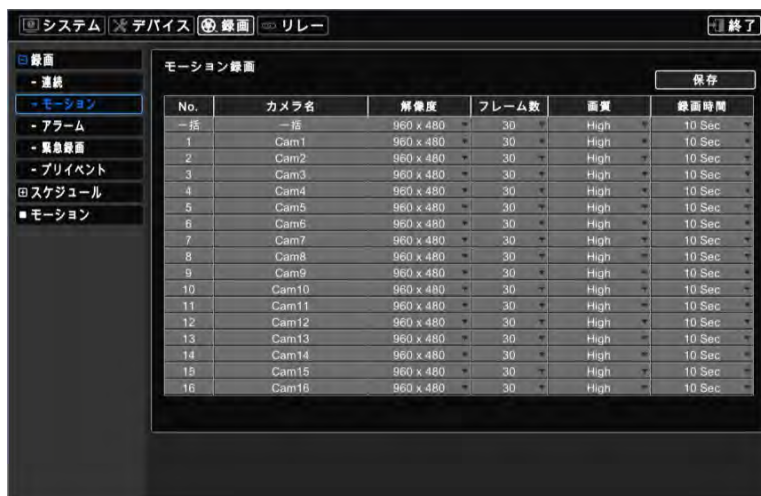 システム デバイス 録画 リレー 終了
録画
- 連続
- モーション
- アラーム
- 緊急録画
- プリイベント
スケジュール
モーション
モーション録画
保存
No. カメラ名 解像度 フレーム数 画質 録画時間
一括 一括 960 x 480 30 High 10 Sec
1 Cam1 960 x 480 30 High 10 Sec
2 Cam2 960 x 480 30 High 10 Sec
3 Cam3 960 x 480 30 High 10 Sec
4 Cam4 960 x 480 30 High 10 Sec
5 Cam5 960 x 480 30 High 10 Sec
6 Cam6 960 x 480 30 High 10 Sec
7 Cam7 960 x 480 30 High 10 Sec
8 Cam8 960 x 480 30 High 10 Sec
9 Cam9 960 x 480 30 High 10 Sec
10 Cam10 960 x 480 30 High 10 Sec
11 Cam11 960 x 480 30 High 10 Sec
12 Cam12 960 x 480 30 High 10 Sec
13 Cam13 960 x 480 30 High 10 Sec
14 Cam14 960 x 480 30 High 10 Sec
15 Cam15 960 x 480 30 High 10 Sec
16 Cam16 960 x 480 30 High 10 Sec